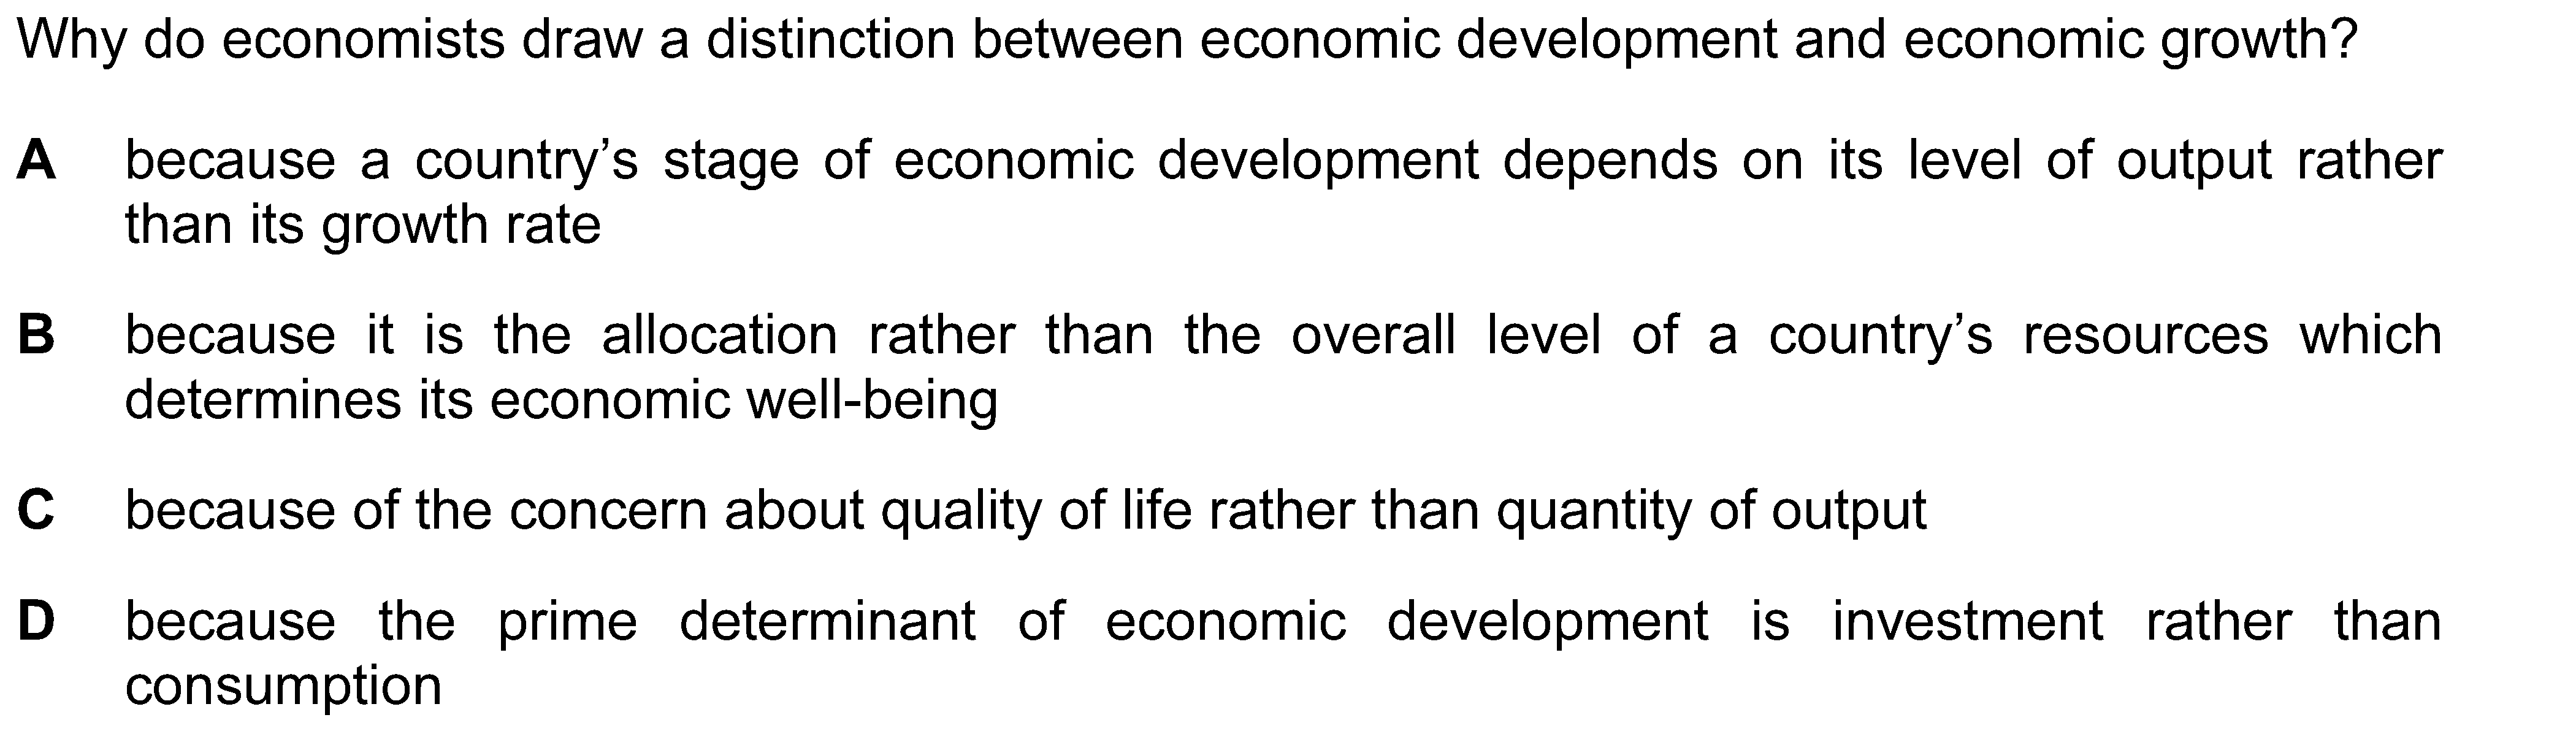 Why do economists draw a distinction between economic development and economic growth?
A because a country’s stage of economic development depends on its level of output rather
than its growth rate
B because it is the allocation rather than the overall level of a country’s resources which
determines its economic well-being
C because of the concern about quality of life rather than quantity of output
D because the prime determinant of economic development is investment rather than
consumption